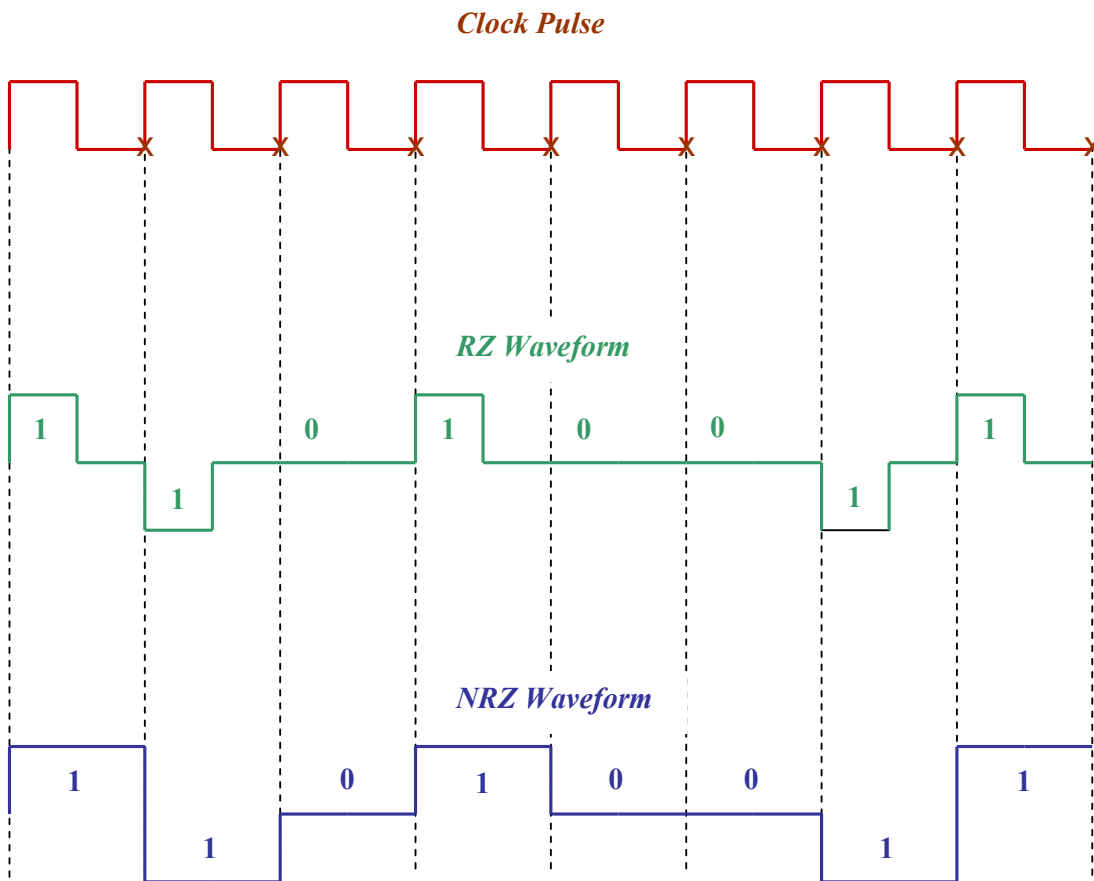 Clock Pulse
X X X X X X X X
RZ Waveform
1 0 1 0 0 1
1 1
NRZ Waveform
1 0 1 0 0 1
1 1